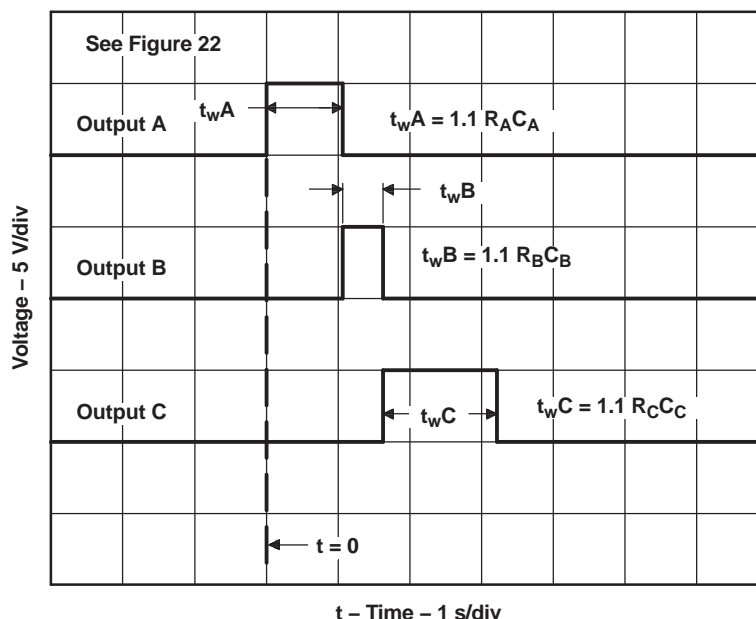 See Figure 22
Output A
twA
twA = 1.1 RACA
twB
Output B
twB = 1.1 RBCB
Voltage – 5 V/div
Output C
twC
twC = 1.1 RCCC
t = 0
t – Time – 1 s/div